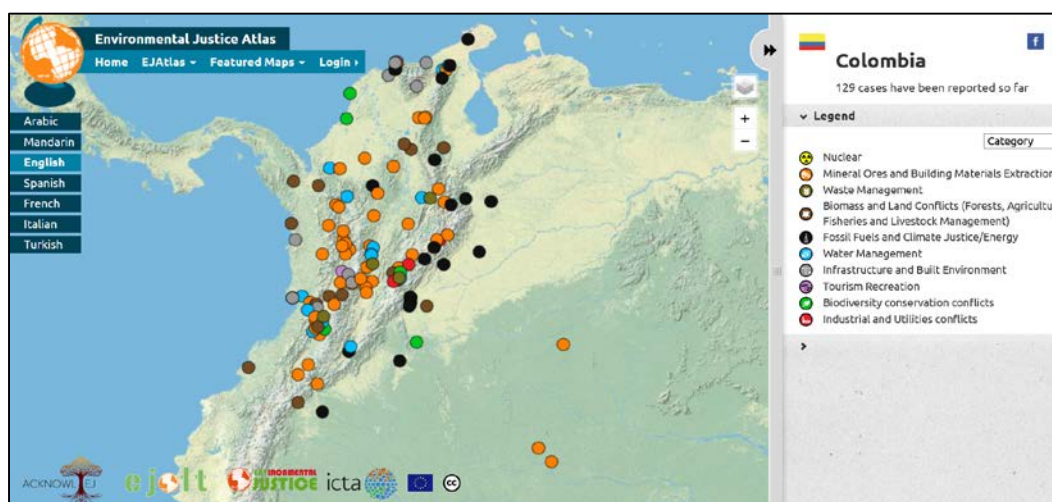 Environmental Justice Atlas
Home EJAtlas Featured Maps Login
Arabic
Mandarin
English
Spanish
French
Italian
Turkish
Colombia
129 cases have been reported so far
Legend
Category
Nuclear
Mineral Ores and Building Materials Extraction
Waste Management
Biomass and Land Conflicts (Forests, Agricultu
Fisheries and Livestock Management)
Fossil Fuels and Climate Justice/Energy
Water Management
Infrastructure and Built Environment
Tourism Recreation
Biodiversity conservation conflicts
Industrial and Utilities conflicts
ACKNOWL EJ
ejolt
JUSTICE
icta
cc